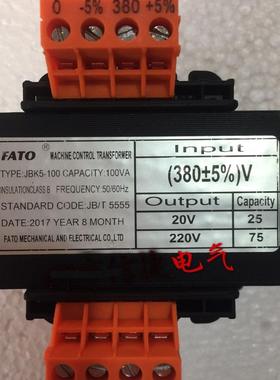 0 -5% 380 +5%
FATO MACHINE CONTROL TRANSFORMER
TYPE:JBK5-100 CAPACITY:100VA
INSULATIONCLASS B FREQUENCY:50/60Hz
STANDARD CODE:JB/T 5555
DATE:2017 YEAR 8 MONTH
FATO MECHANICAL AND ELECTRICAL CO.,LTD
Input
(380±5%)V
Output Capacity
20V 25
220V 75
电气